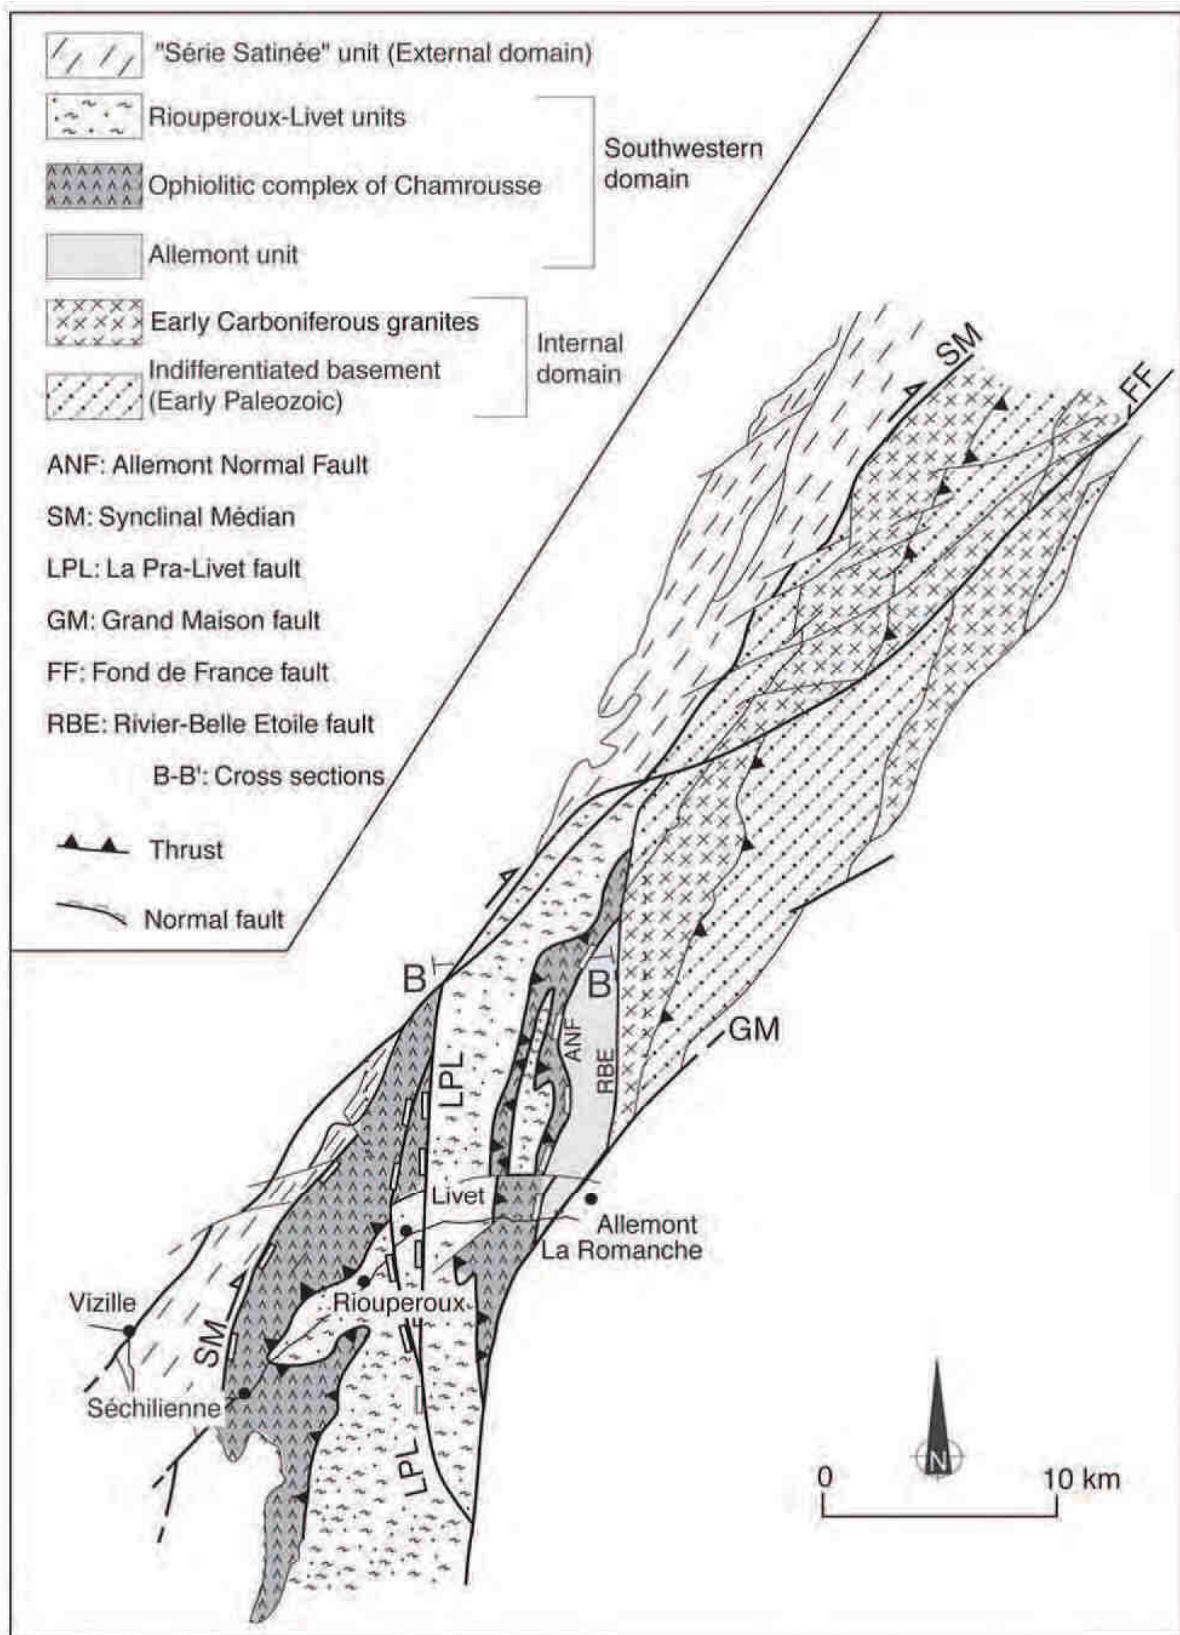 "Série Satinée" unit (External domain)
Riouperoux-Livet units
Ophiolitic complex of Chamrousse
Southwestern
domain
Allemont unit
Early Carboniferous granites
Internal
domain
Indifferentiated basement
(Early Paleozoic)
ANF: Allemont Normal Fault
SM: Synclinal Médian
LPL: La Pra-Livet fault
GM: Grand Maison fault
FF: Fond de France fault
RBE: Rivier-Belle Etoile fault
B-B': Cross sections
Thrust
Normal fault
SM
FF
B
B'
ANF
RBE
LPL
GM
Livet
Allemont
La Romanche
Riouperoux
Vizille
SM
Séchilienne
LPL
N
0
10 km